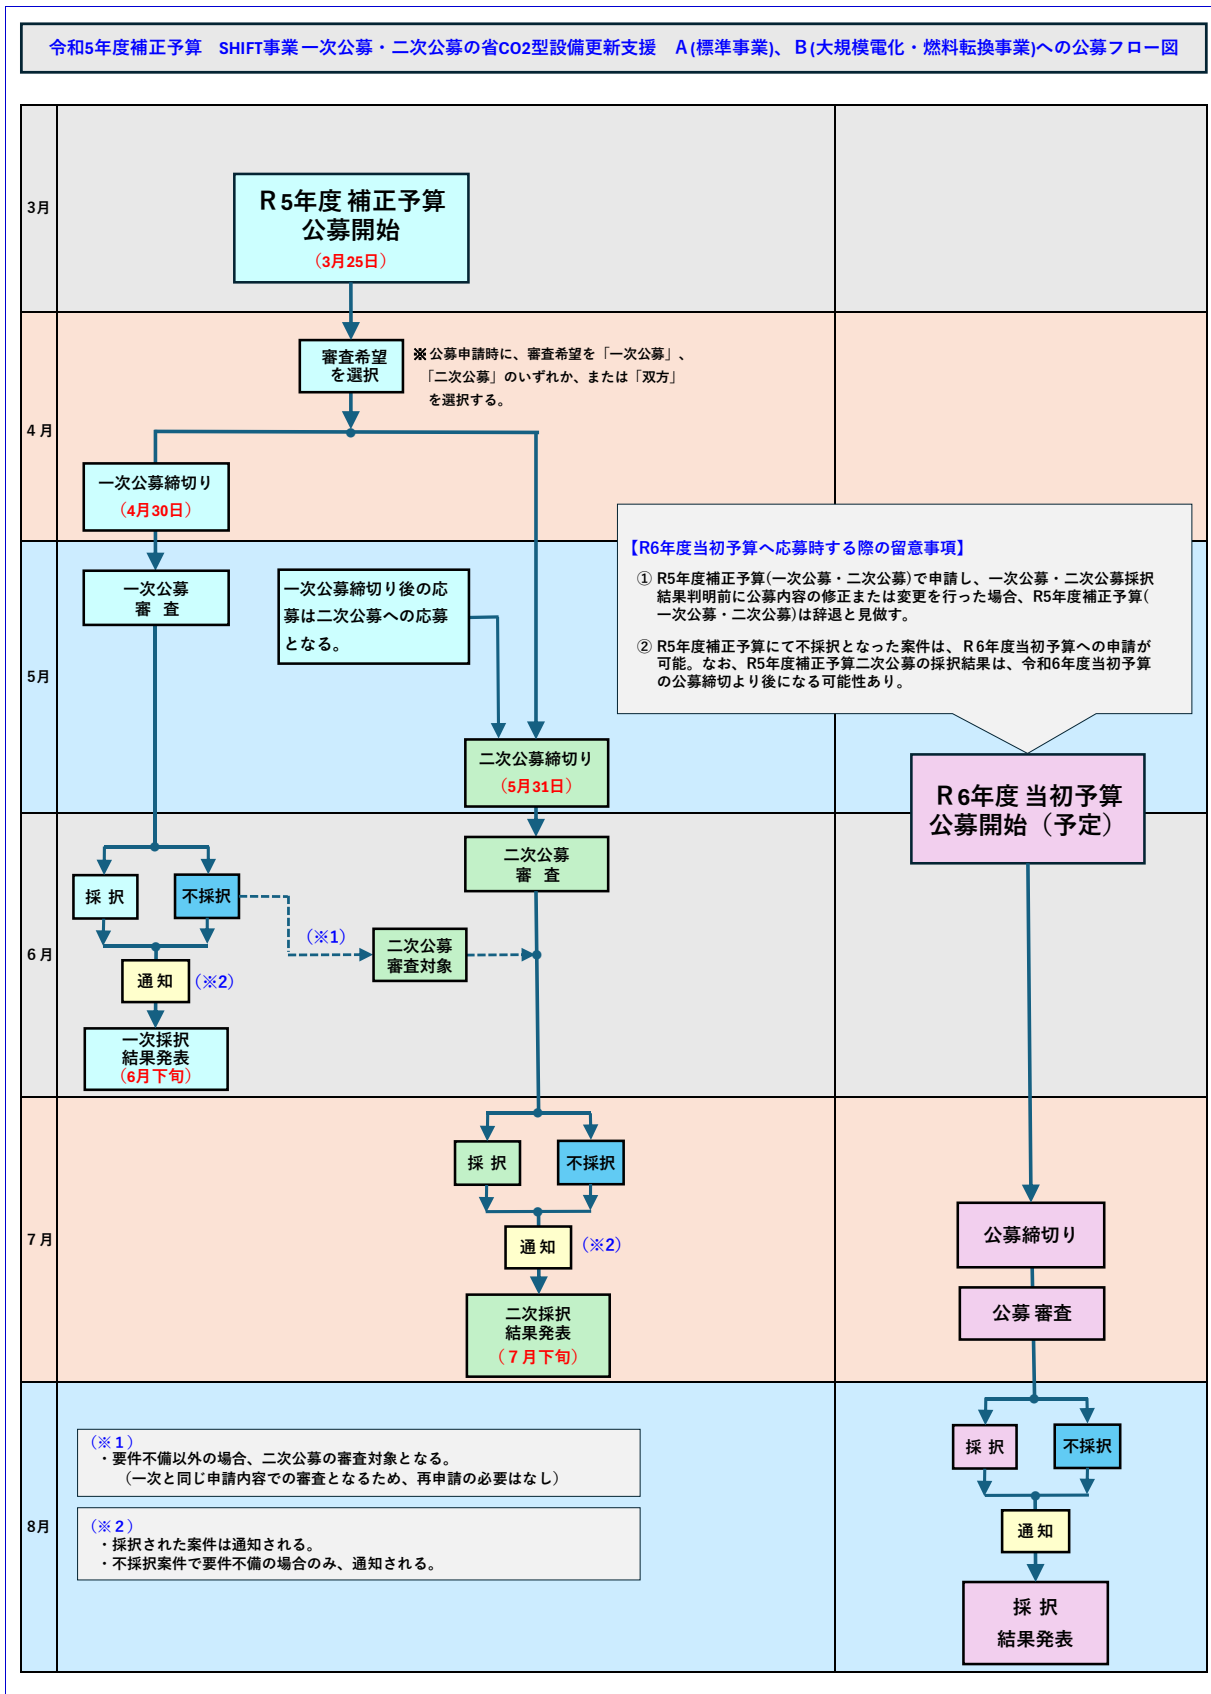 令和5年度補正予算　SHIFT事業 一次公募・二次公募の省CO2型設備更新支援　Ａ(標準事業)、Ｂ(大規模電化・燃料転換事業)への公募フロー図
3月
Ｒ5年度 補正予算
公募開始
（3月25日）
4 月
審査希望
を選択
※ 公募申請時に、審査希望を「一次公募」、
「二次公募」のいずれか、または「双方」
を選択する。
一次公募締切り
（4月30日）
5月
一次公募
審　査
一次公募締切り後の応
募は二次公募への応募
となる。
【R6年度当初予算へ応募時する際の留意事項】
① R5年度補正予算(一次公募・二次公募)で申請し、一次公募・二次公募採択
結果判明前に公募内容の修正または変更を行った場合、R5年度補正予算(
一次公募・二次公募)は辞退と見做す。
② R5年度補正予算にて不採択となった案件は、Ｒ6年度当初予算への申請が
可能。なお、R5年度補正予算二次公募の採択結果は、令和6年度当初予算
の公募締切より後になる可能性あり。
二次公募締切り
（5月31日）
Ｒ6年度 当初予算
公募開始（予定）
6 月
二次公募
審　査
採 択
不採択
（※1）
二次公募
審査対象
通 知
（※2）
一次採択
結果発表
（6月下旬）
7 月
採 択
不採択
通 知
（※2）
二次採択
結果発表
（７月下旬）
公募締切り
公募 審査
8月
（※１）
・要件不備以外の場合、二次公募の審査対象となる。
（一次と同じ申請内容での審査となるため、再申請の必要はなし）
（※２）
・採択された案件は通知される。
・不採択案件で要件不備の場合のみ、通知される。
採 択
不採択
通 知
採 択
結果発表